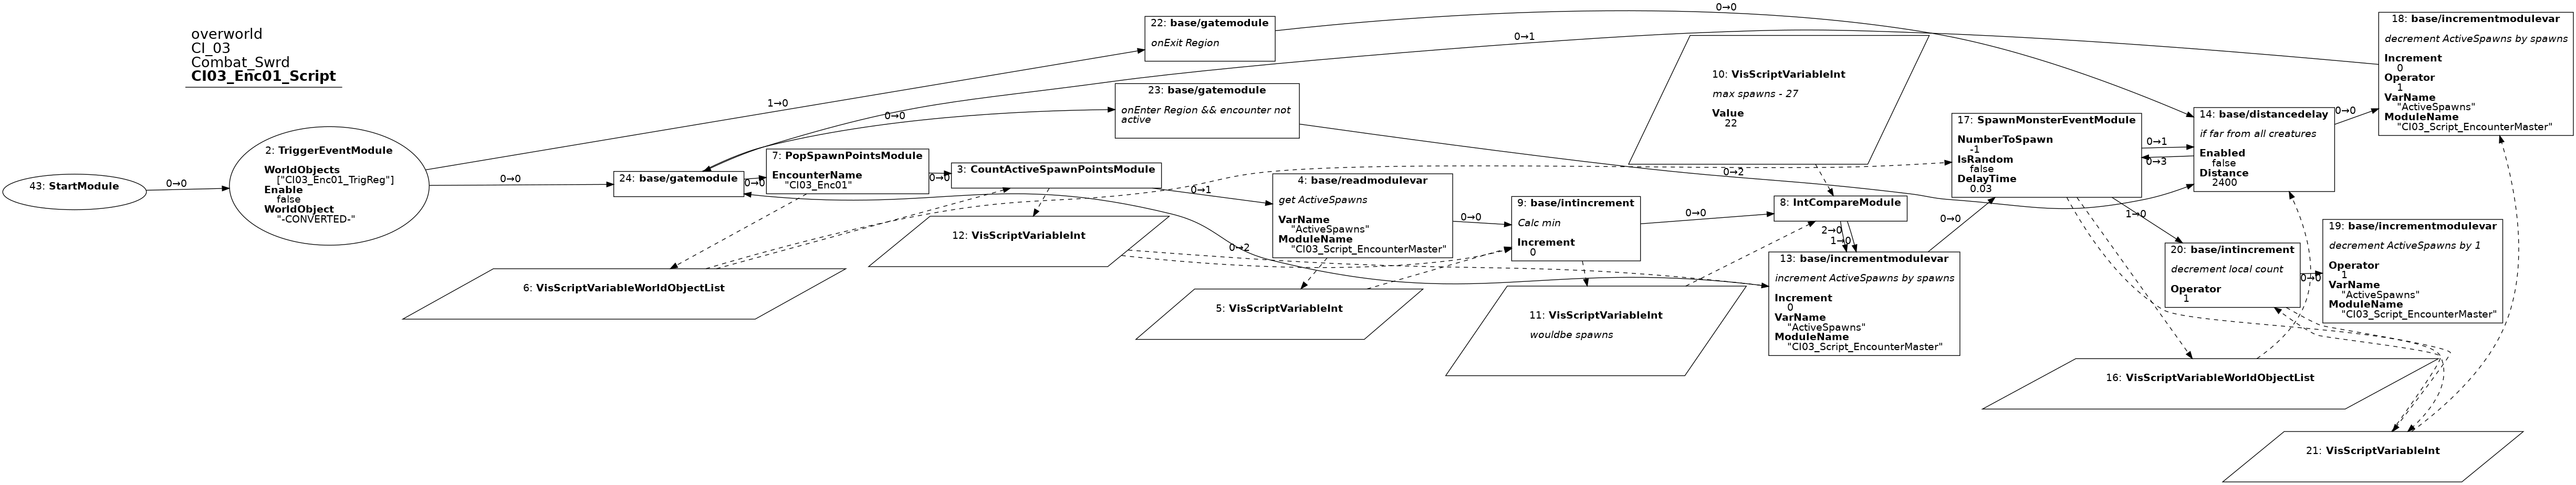 overworld
CI_03
Combat_Swrd
CI03_Enc01_Script
43: StartModule
0→0
2: TriggerEventModule
WorldObjects
["CI03_Enc01_TrigReg"]
Enable
false
WorldObject
"-CONVERTED-"
1→0
0→0
22: base/gatemodule
onExit Region
0→0
0→1
23: base/gatemodule
onEnter Region && encounter not
active
0→0
0→2
24: base/gatemodule
0→0
7: PopSpawnPointsModule
EncounterName
"CI03_Enc01"
0→0
3: CountActiveSpawnPointsModule
0→1
6: VisScriptVariableWorldObjectList
12: VisScriptVariableInt
0→2
4: base/readmodulevar
get ActiveSpawns
VarName
"ActiveSpawns"
ModuleName
"CI03_Script_EncounterMaster"
0→0
5: VisScriptVariableInt
9: base/intincrement
Calc min
Increment
0
0→0
11: VisScriptVariableInt
wouldbe spawns
10: VisScriptVariableInt
max spawns - 27
Value
22
8: IntCompareModule
2→0
1→0
13: base/incrementmodulevar
increment ActiveSpawns by spawns
Increment
0
VarName
"ActiveSpawns"
ModuleName
"CI03_Script_EncounterMaster"
0→0
17: SpawnMonsterEventModule
NumberToSpawn
-1
IsRandom
false
DelayTime
0.03
0→1
0→3
1→0
14: base/distancedelay
if far from all creatures
Enabled
false
Distance
2400
0→0
18: base/incrementmodulevar
decrement ActiveSpawns by spawns
Increment
0
Operator
1
VarName
"ActiveSpawns"
ModuleName
"CI03_Script_EncounterMaster"
20: base/intincrement
decrement local count
Operator
1
0→0
19: base/incrementmodulevar
decrement ActiveSpawns by 1
Operator
1
VarName
"ActiveSpawns"
ModuleName
"CI03_Script_EncounterMaster"
16: VisScriptVariableWorldObjectList
21: VisScriptVariableInt